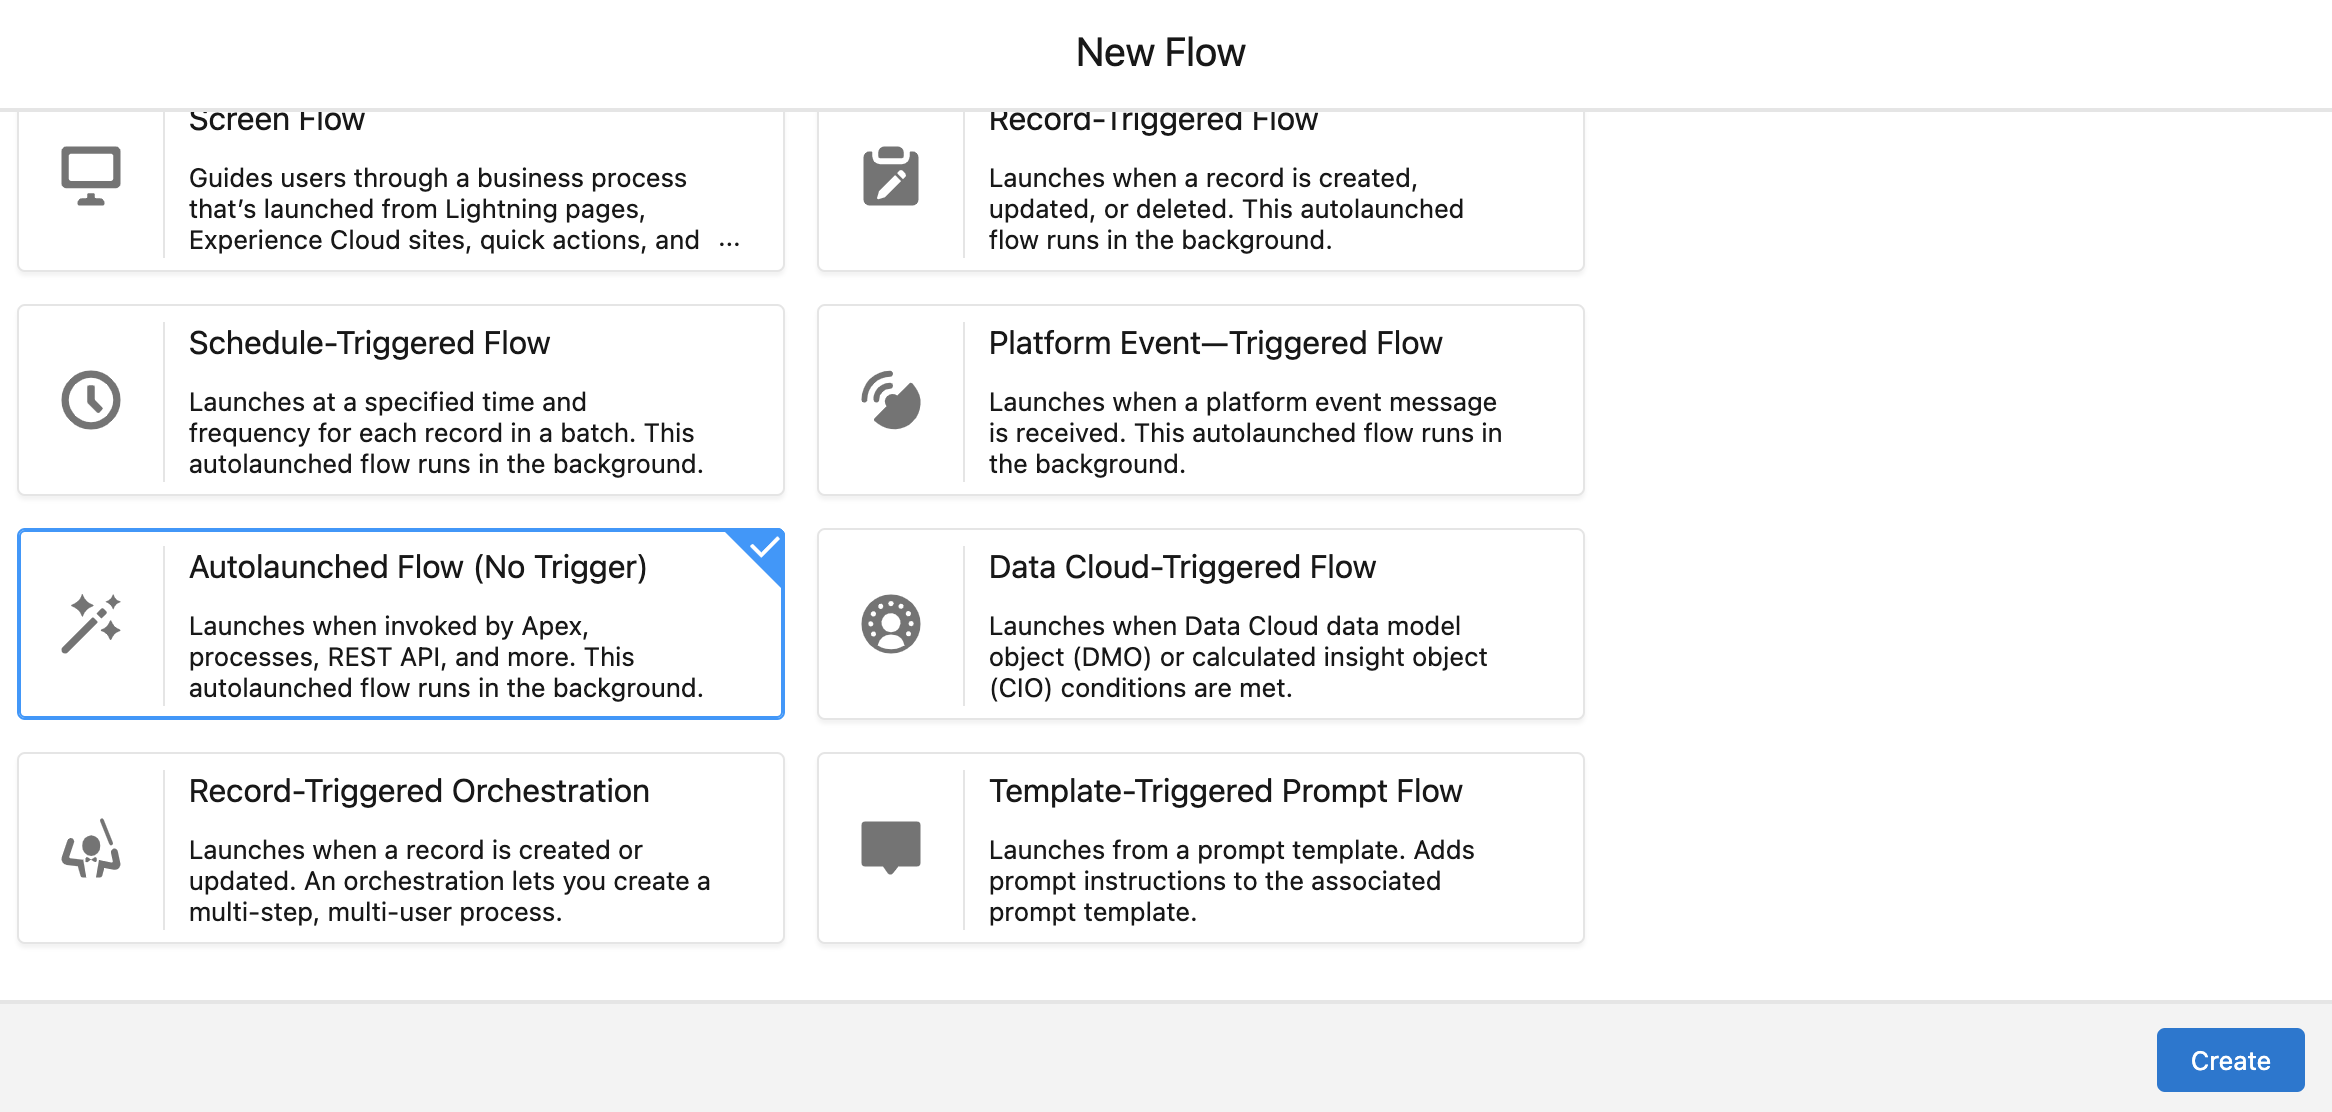 New Flow
Screen Flow
Guides users through a business process
that’s launched from Lightning pages,
Experience Cloud sites, quick actions, and ...
Record-Triggered Flow
Launches when a record is created,
updated, or deleted. This autolaunched
flow runs in the background.
Schedule-Triggered Flow
Launches at a specified time and
frequency for each record in a batch. This
autolaunched flow runs in the background.
Platform Event—Triggered Flow
Launches when a platform event message
is received. This autolaunched flow runs in
the background.
Autolaunched Flow (No Trigger)
Launches when invoked by Apex,
processes, REST API, and more. This
autolaunched flow runs in the background.
Data Cloud-Triggered Flow
Launches when Data Cloud data model
object (DMO) or calculated insight object
(CIO) conditions are met.
Record-Triggered Orchestration
Launches when a record is created or
updated. An orchestration lets you create a
multi-step, multi-user process.
Template-Triggered Prompt Flow
Launches from a prompt template. Adds
prompt instructions to the associated
prompt template.
Create